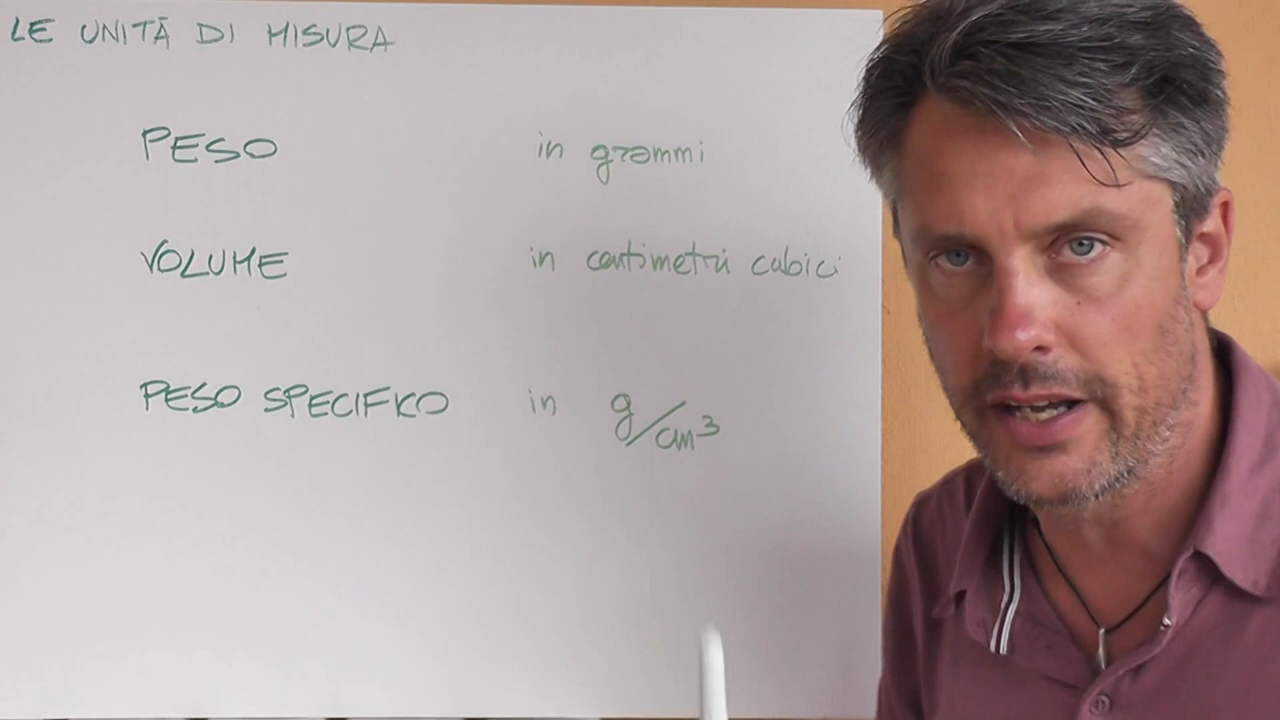 LE UNITÀ DI MISURA
PESO in grammi
VOLUME in centimetri cubici
PESO SPECIFICO in g/cm³